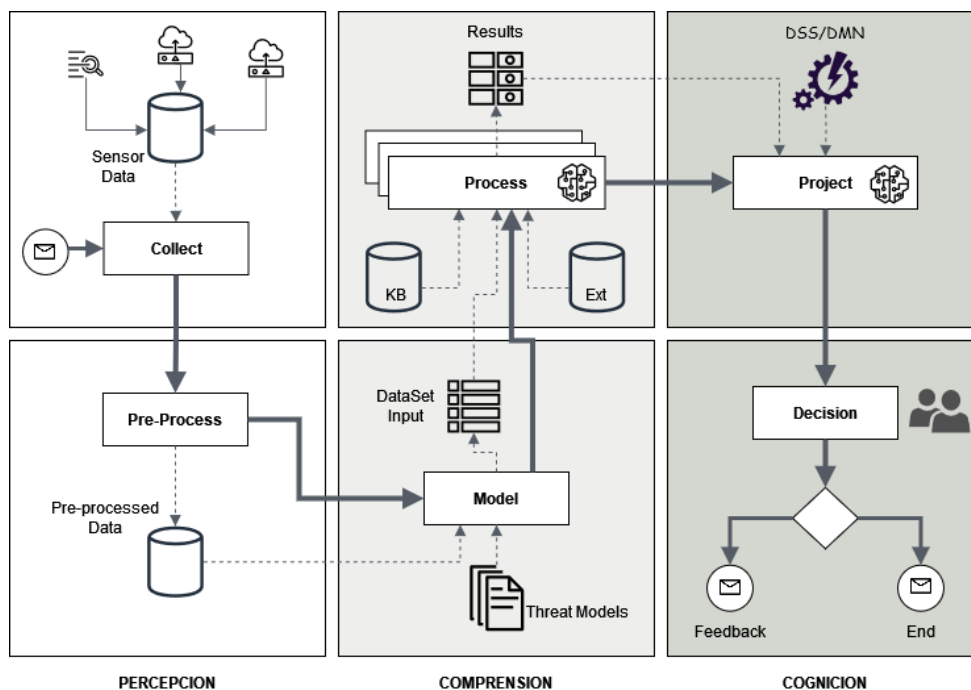 Sensor
Data
Collect
Results
Process
KB
Ext
DSS/DMN
Project
Pre-Process
Pre-processed
Data
DataSet
Input
Model
Threat Models
Decision
Feedback
End
PERCEPCION
COMPRENSION
COGNICION